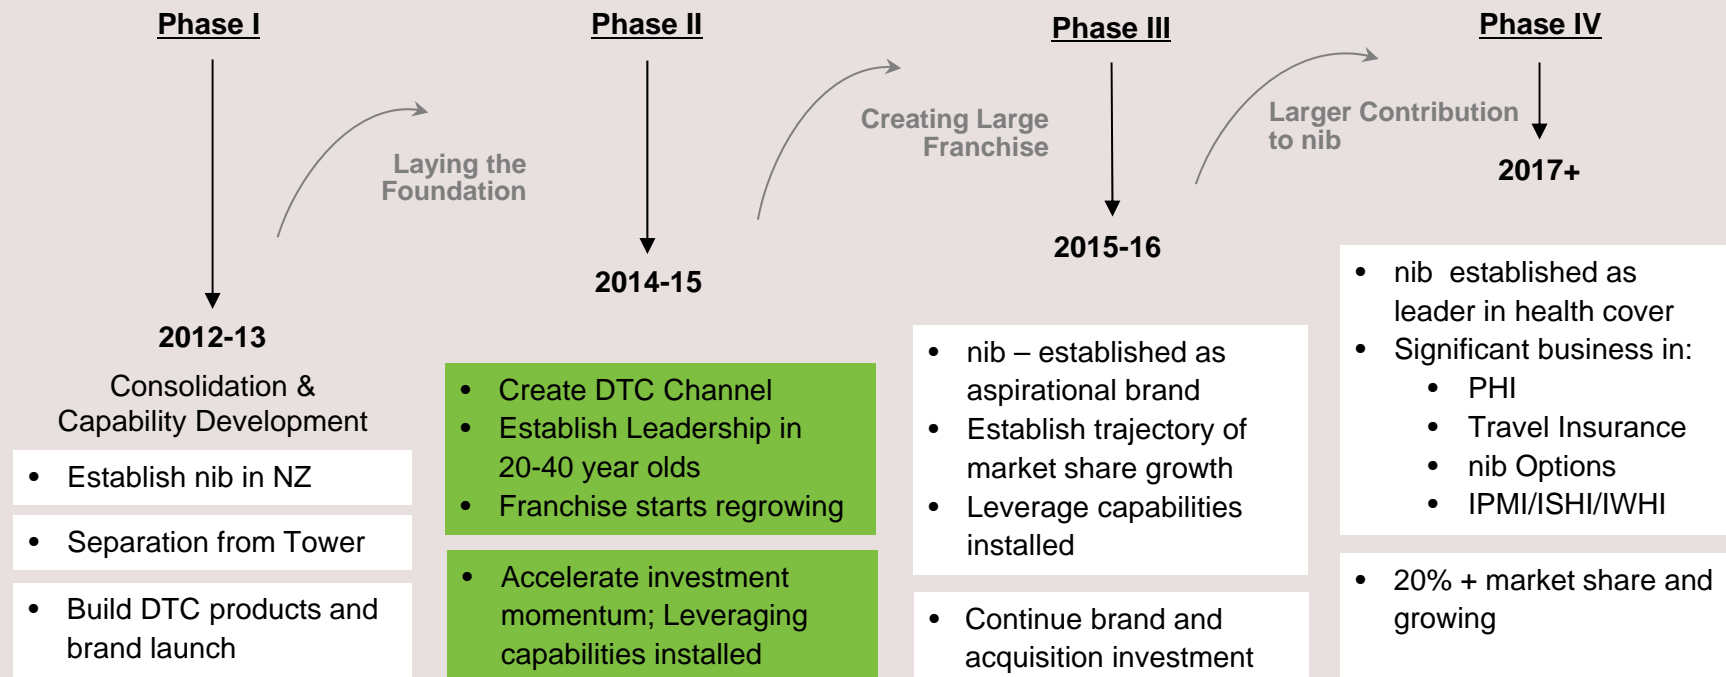 Phase I
2012-13
Consolidation &
Capability Development
• Establish nib in NZ
• Separation from Tower
• Build DTC products and
brand launch
Laying the
Foundation
Phase II
2014-15
• Create DTC Channel
• Establish Leadership in
20-40 year olds
• Franchise starts regrowing
• Accelerate investment
momentum; Leveraging
capabilities installed
Creating Large
Franchise
Phase III
2015-16
• nib – established as
aspirational brand
• Establish trajectory of
market share growth
• Leverage capabilities
installed
• Continue brand and
acquisition investment
Larger Contribution
to nib
Phase IV
2017+
• nib established as
leader in health cover
• Significant business in:
• PHI
• Travel Insurance
• nib Options
• IPMI/ISHI/IWHI
• 20% + market share and
growing